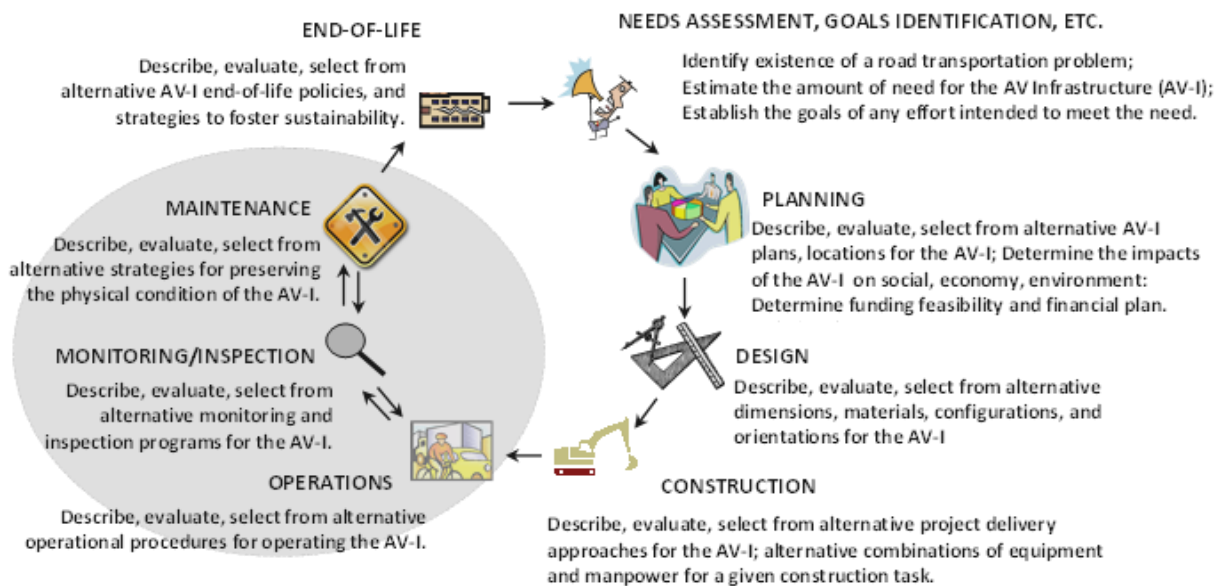 END-OF-LIFE
Describe, evaluate, select from
alternative AV-I end-of-life policies, and
strategies to foster sustainability.
NEEDS ASSESSMENT, GOALS IDENTIFICATION, ETC.
Identify existence of a road transportation problem;
Estimate the amount of need for the AV Infrastructure (AV-I);
Establish the goals of any effort intended to meet the need.
PLANNING
Describe, evaluate, select from alternative AV-I
plans, locations for the AV-I; Determine the impacts
of the AV-I on social, economy, environment:
Determine funding feasibility and financial plan.
DESIGN
Describe, evaluate, select from alternative
dimensions, materials, configurations, and
orientations for the AV-I
CONSTRUCTION
Describe, evaluate, select from alternative project delivery
approaches for the AV-I; alternative combinations of equipment
and manpower for a given construction task.
OPERATIONS
Describe, evaluate, select from alternative
operational procedures for operating the AV-I.
MONITORING/INSPECTION
Describe, evaluate, select from
alternative monitoring and
inspection programs for the AV-I.
MAINTENANCE
Describe, evaluate, select from
alternative strategies for preserving
the physical condition of the AV-I.